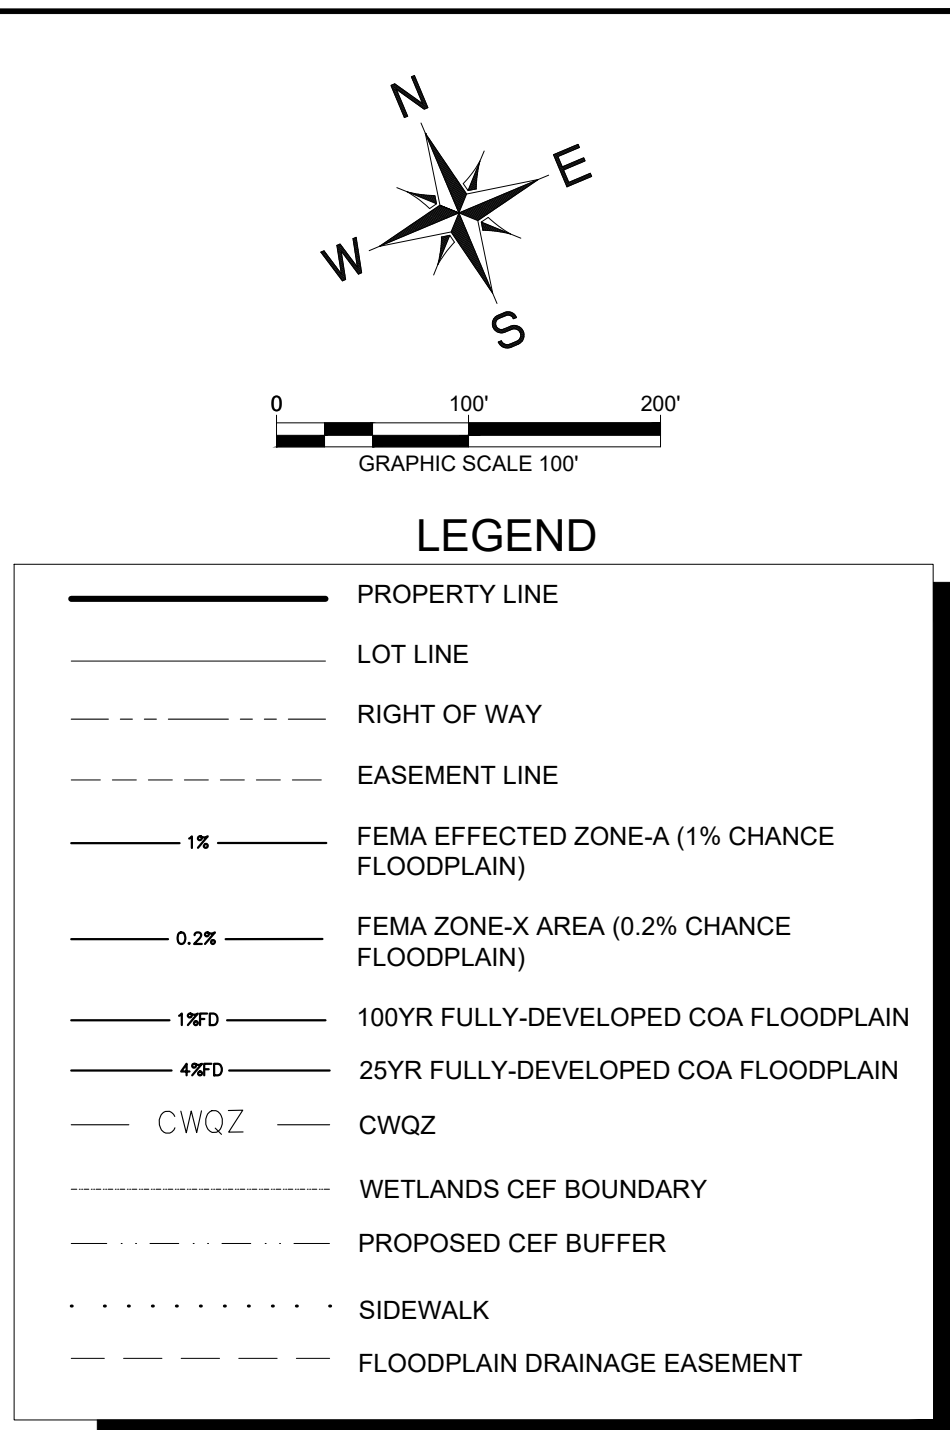 N
E
W
S
0 100' 200'
GRAPHIC SCALE 100'
LEGEND
PROPERTY LINE
LOT LINE
RIGHT OF WAY
EASEMENT LINE
1% FEMA EFFECTED ZONE-A (1% CHANCE
FLOODPLAIN)
0.2% FEMA ZONE-X AREA (0.2% CHANCE
FLOODPLAIN)
1%FD 100YR FULLY-DEVELOPED COA FLOODPLAIN
4%FD 25YR FULLY-DEVELOPED COA FLOODPLAIN
CWQZ CWQZ
WETLANDS CEF BOUNDARY
PROPOSED CEF BUFFER
SIDEWALK
FLOODPLAIN DRAINAGE EASEMENT